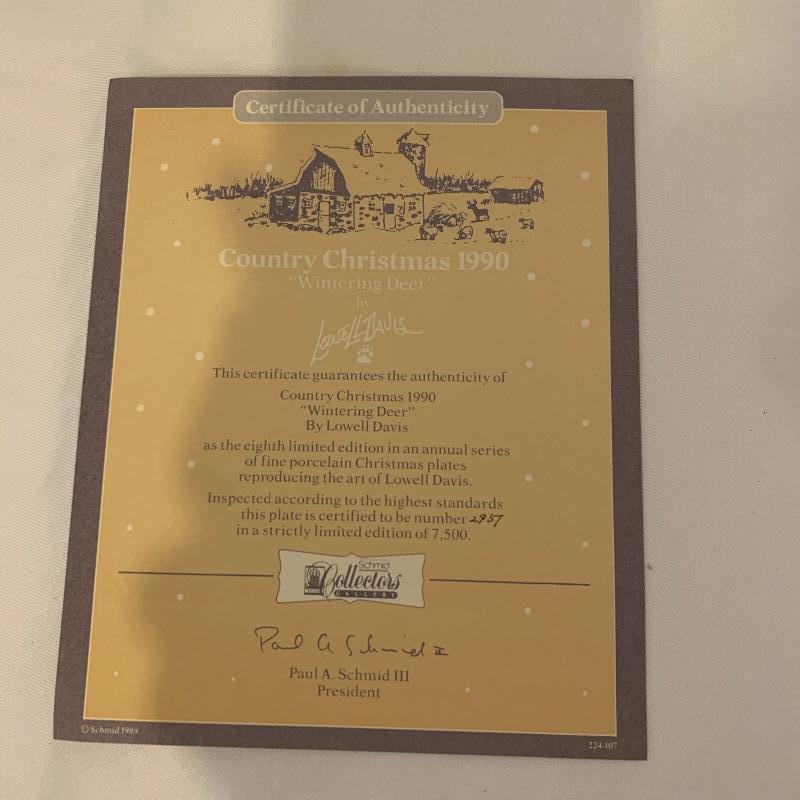 Certificate of Authenticity
Country Christmas 1990
"Wintering Deer"
by
Lowell Davis
This certificate guarantees the authenticity of
Country Christmas 1990
"Wintering Deer"
By Lowell Davis
as the eighth limited edition in an annual series
of fine porcelain Christmas plates
reproducing the art of Lowell Davis.
Inspected according to the highest standards
this plate is certified to be number 2957
in a strictly limited edition of 7,500.
Schmid
Collectors
GALLERY
Paul A Schmid III
Paul A. Schmid III
President
© Schmid 1989
224-107